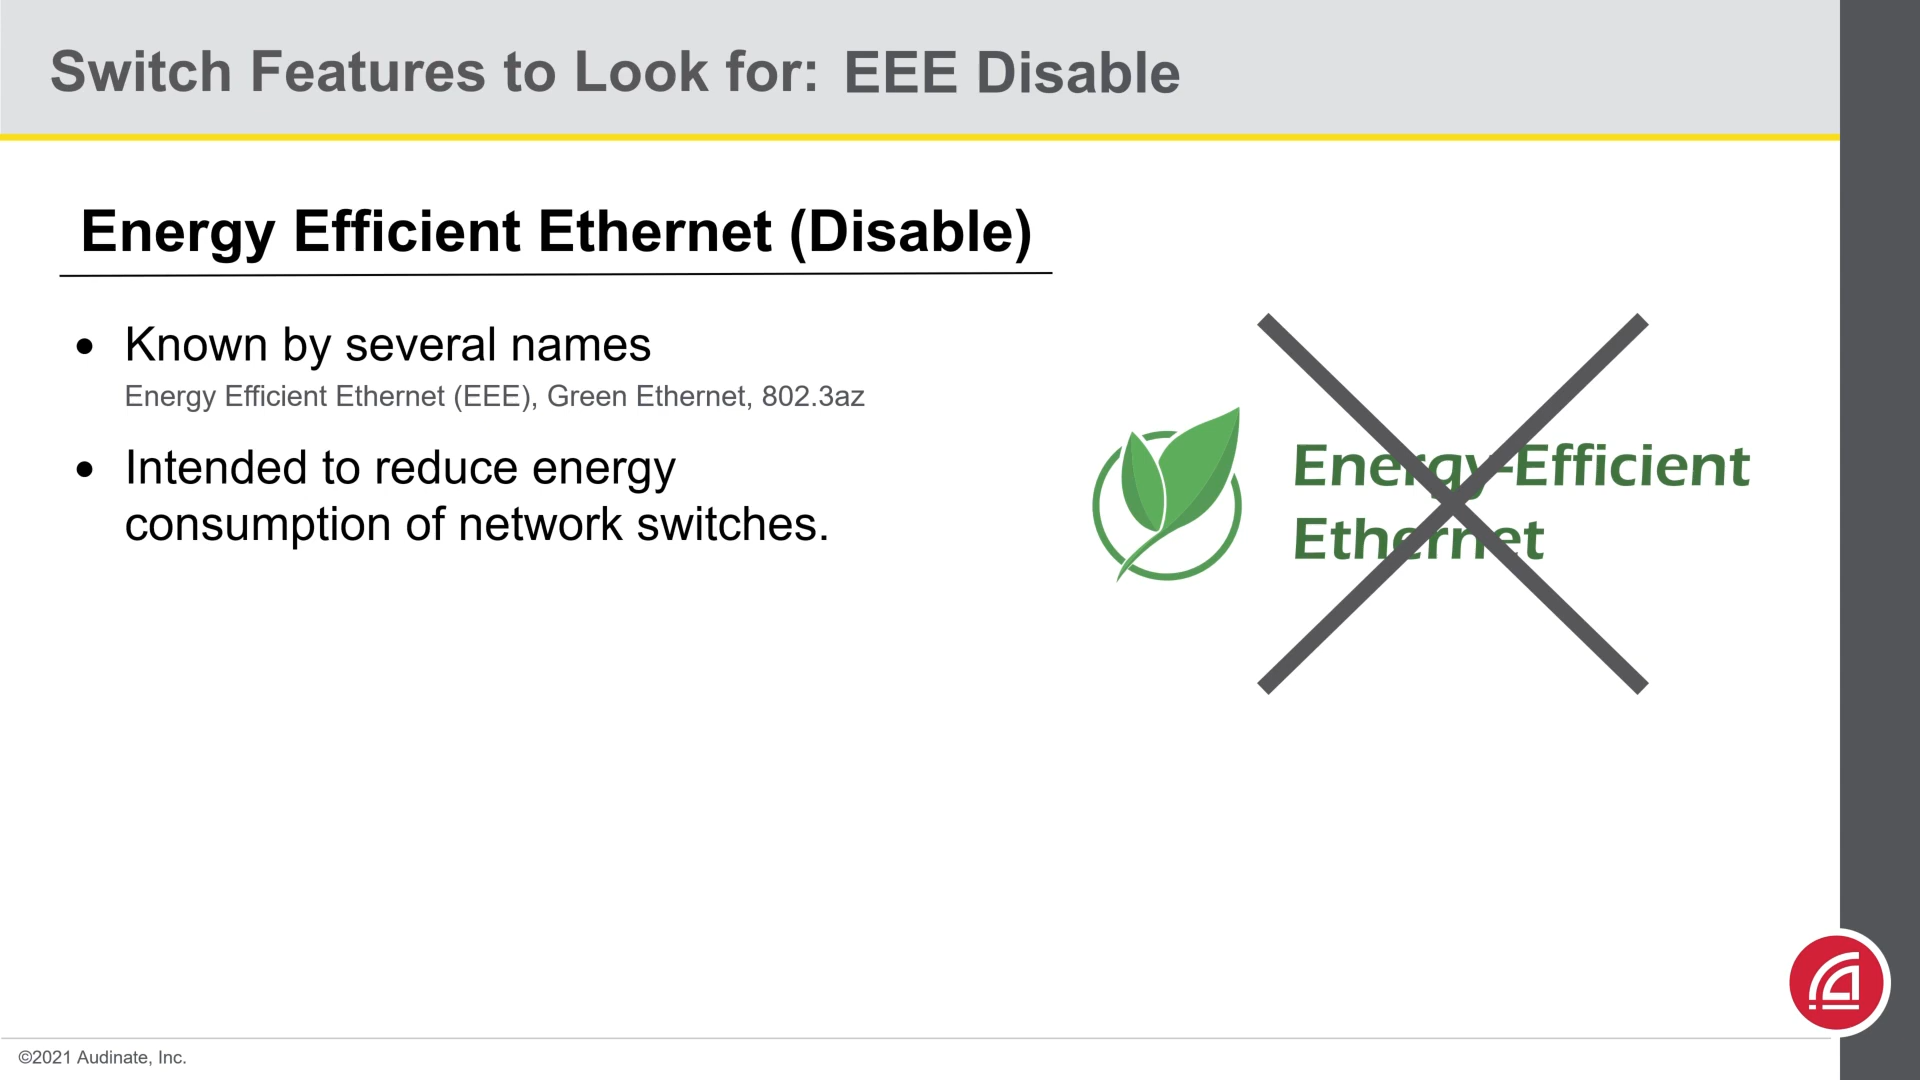 Switch Features to Look for: EEE Disable
Energy Efficient Ethernet (Disable)
• Known by several names
Energy Efficient Ethernet (EEE), Green Ethernet, 802.3az
• Intended to reduce energy
consumption of network switches.
Energy-Efficient
Ethernet
©2021 Audinate, Inc.